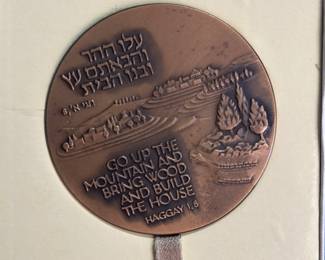 עלו ההר
והבאתם עץ
ובנו הבית
חגי א,ח
GO UP THE
MOUNTAIN AND
BRING WOOD
AND BUILD
THE HOUSE
HAGGAY 1,8